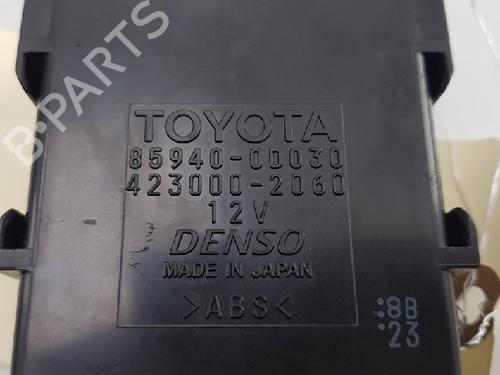 TOYOTA
85940-0D030
423000-2060
12V
DENSO
MADE IN JAPAN
>ABS<
8B
23
B-PARTS